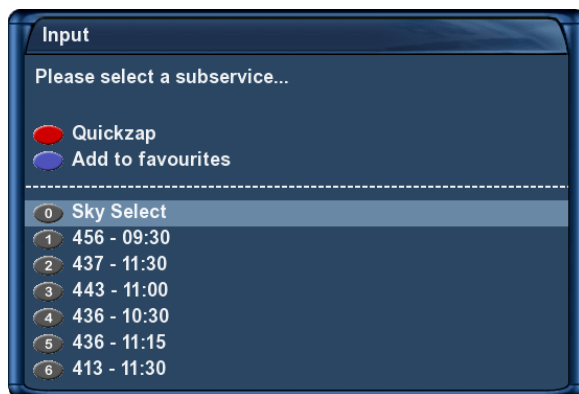 Input
Please select a subservice...
Quickzap
Add to favourites
0 Sky Select
1 456 - 09:30
2 437 - 11:30
3 443 - 11:00
4 436 - 10:30
5 436 - 11:15
6 413 - 11:30